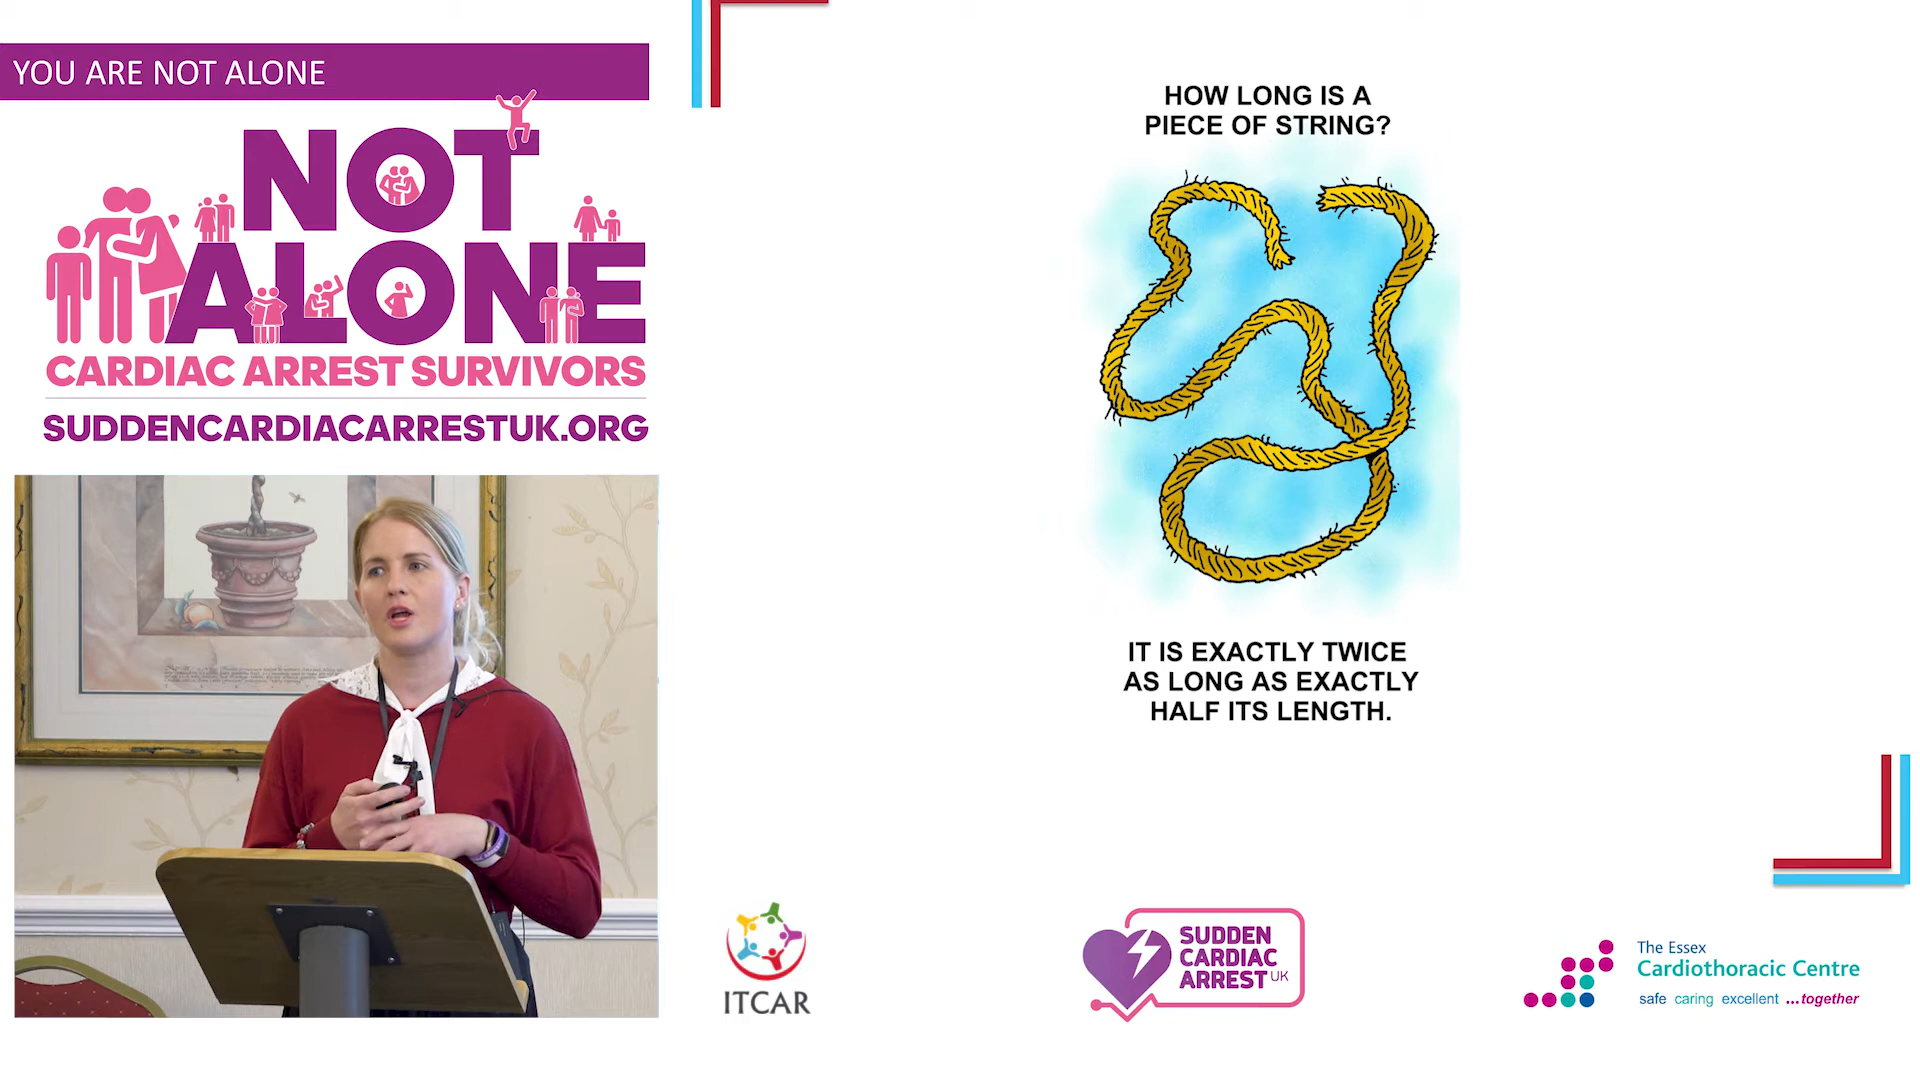 YOU ARE NOT ALONE
NOT
ALONE
CARDIAC ARREST SURVIVORS
SUDDENCARDIACARRESTUK.ORG
HOW LONG IS A
PIECE OF STRING?
IT IS EXACTLY TWICE
AS LONG AS EXACTLY
HALF ITS LENGTH.
ITCAR
SUDDEN
CARDIAC
ARREST UK
The Essex
Cardiothoracic Centre
safe caring excellent ...together